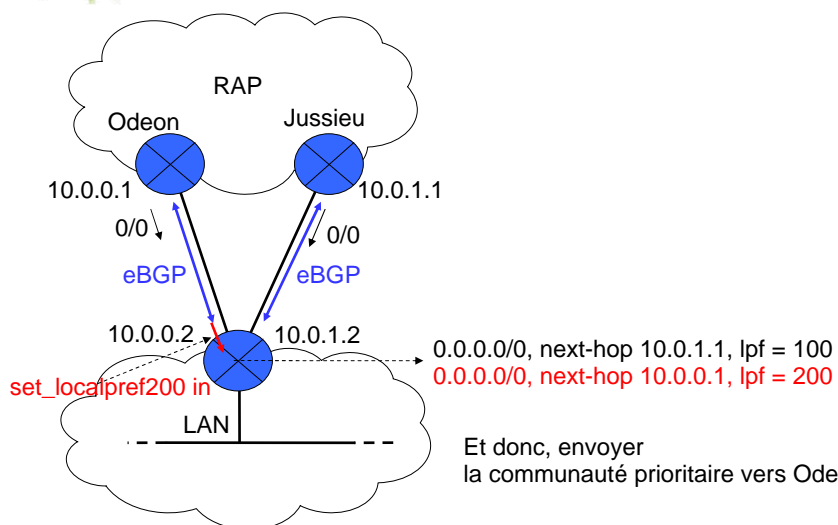 RAP
Odeon
Jussieu
10.0.0.1
10.0.1.1
0/0
0/0
eBGP
eBGP
10.0.0.2
10.0.1.2
0.0.0.0/0, next-hop 10.0.1.1, lpf = 100
0.0.0.0/0, next-hop 10.0.0.1, lpf = 200
set_localpref200 in
LAN
Et donc, envoyer
la communauté prioritaire vers Ode